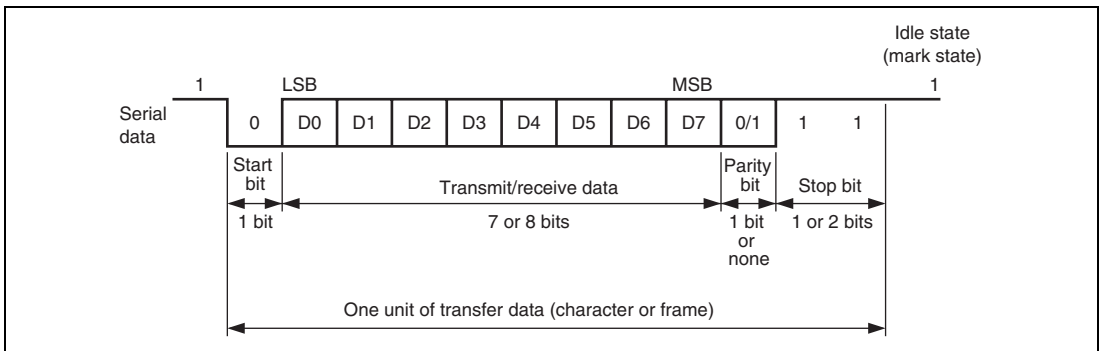 Idle state
(mark state)
1 LSB MSB 1
Serial
data
0 D0 D1 D2 D3 D4 D5 D6 D7 0/1 1 1
Start
bit
1 bit
Transmit/receive data
7 or 8 bits
Parity
bit
1 bit
or
none
Stop bit
1 or 2 bits
One unit of transfer data (character or frame)